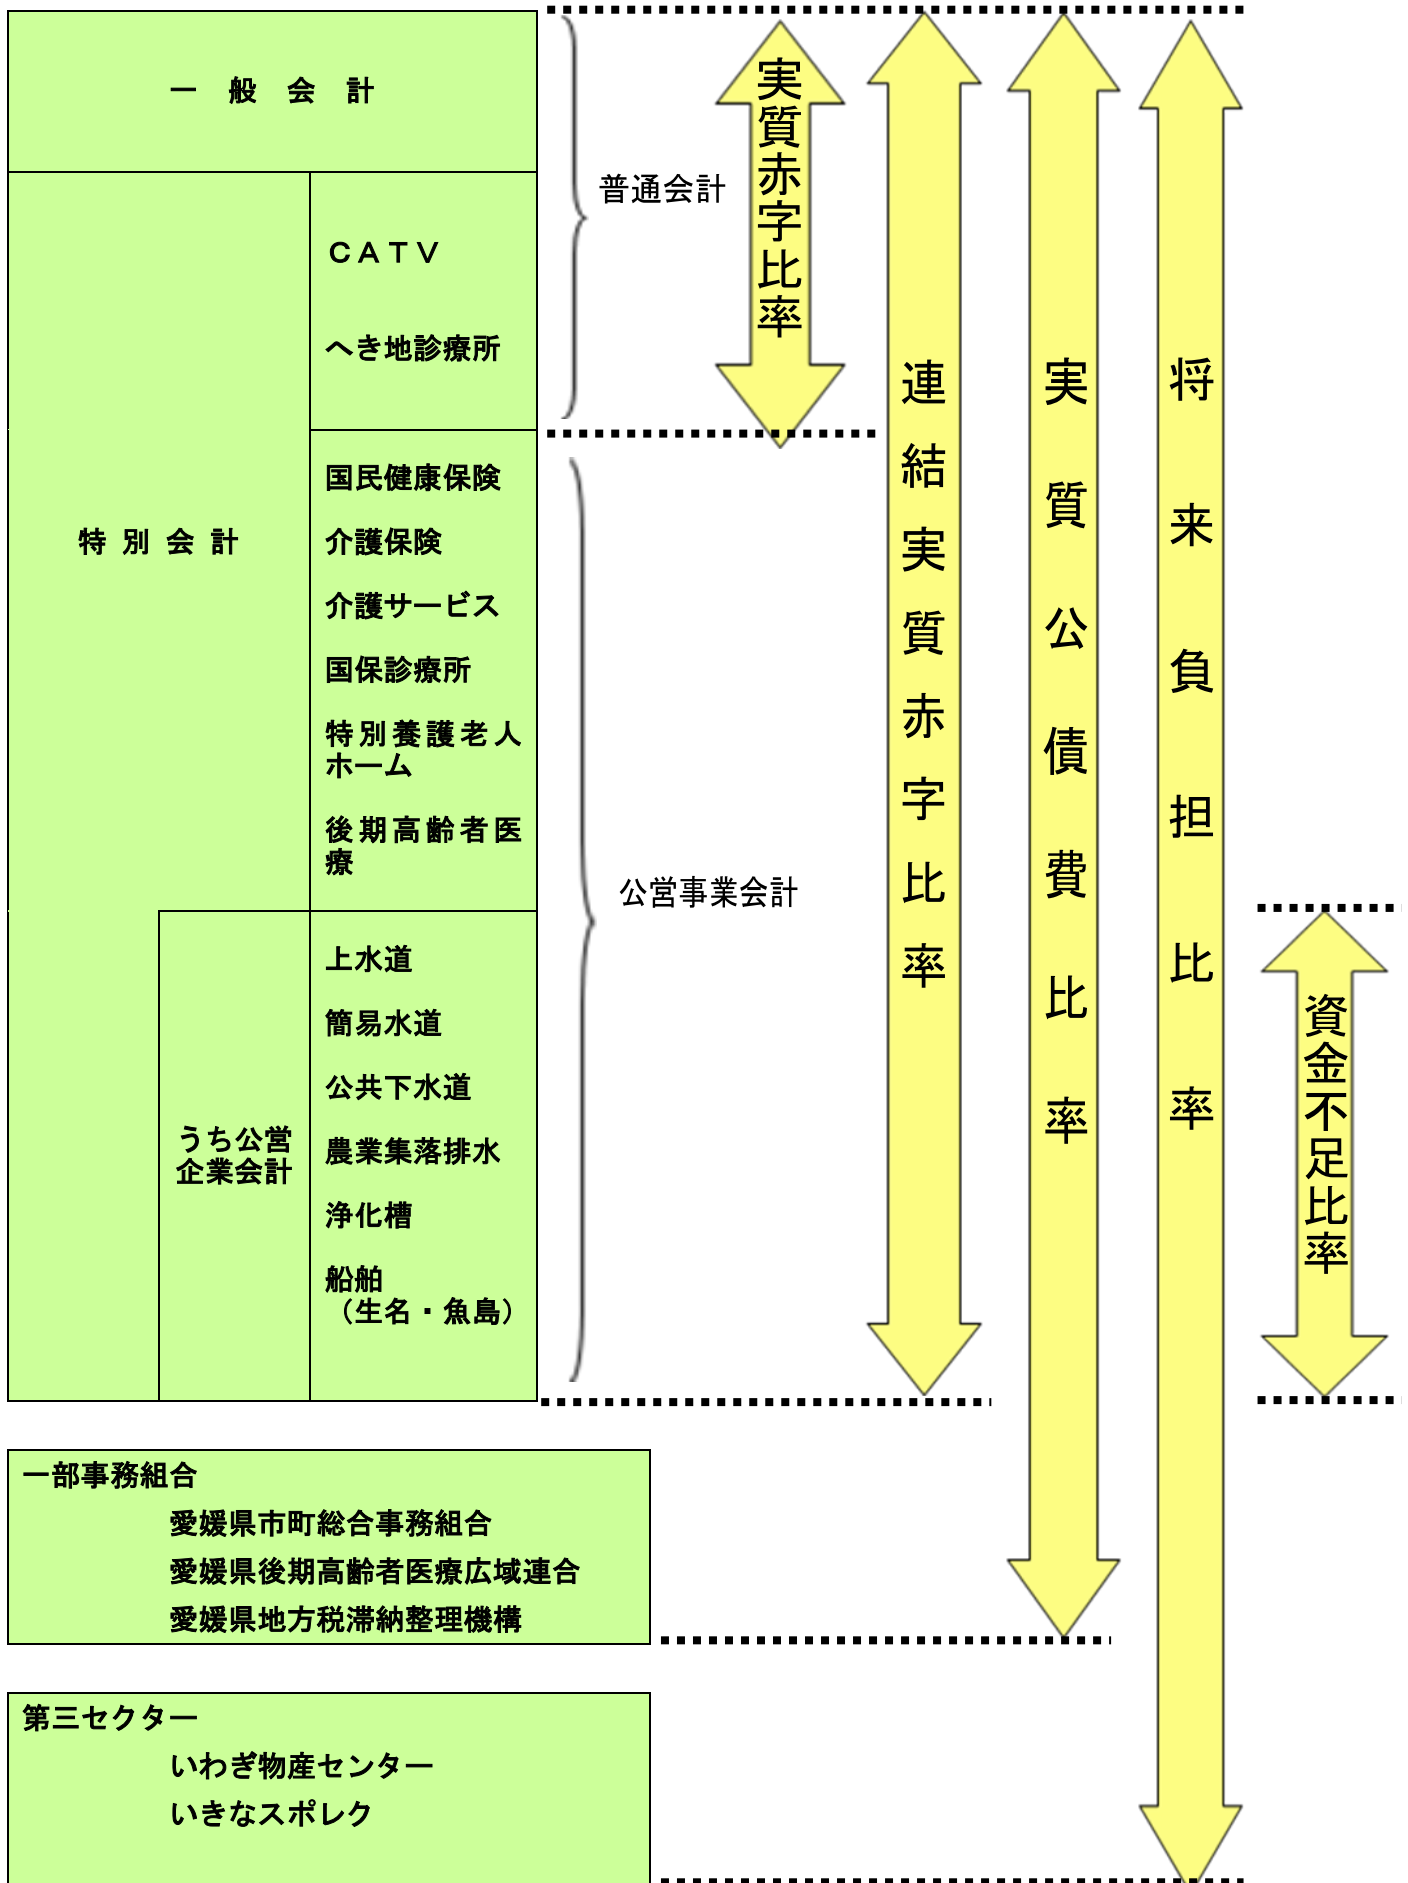 一　般　会　計
特 別 会 計
ＣＡＴＶ
へき地診療所
国民健康保険
介護保険
介護サービス
国保診療所
特別養護老人
ホーム
後期高齢者医
療
うち公営
企業会計
上水道
簡易水道
公共下水道
農業集落排水
浄化槽
船舶
（生名・魚島）
普通会計
公営事業会計
実質赤字比率
連結実質赤字比率
実質公債費比率
将来負担比率
資金不足比率
一部事務組合
愛媛県市町総合事務組合
愛媛県後期高齢者医療広域連合
愛媛県地方税滞納整理機構
第三セクター
いわぎ物産センター
いきなスポレク